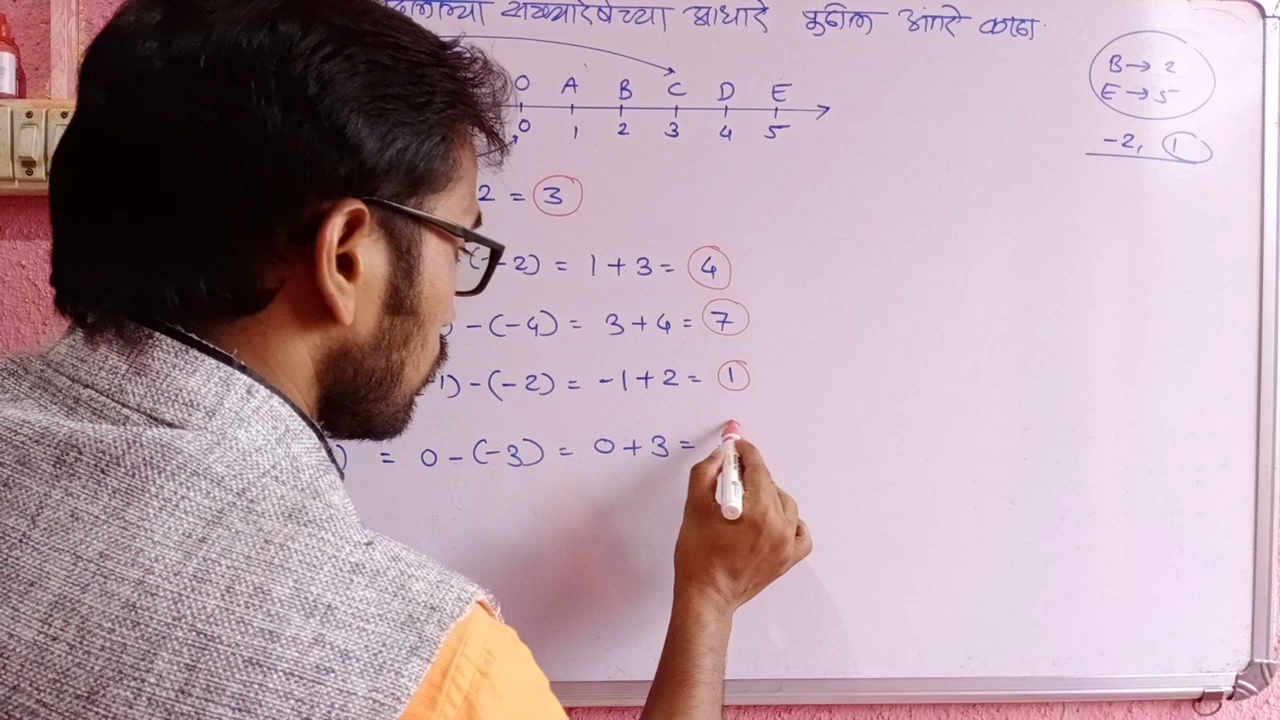 संख्यारेषेच्या आधारे पुढील अंतरे काढा.
B → 2
E → 5
-2, 1
O A B C D E
0 1 2 3 4 5
2 = 3
(-2) = 1 + 3 = 4
- (-4) = 3 + 4 = 7
1) - (-2) = -1 + 2 = 1
) = 0 - (-3) = 0 + 3 =